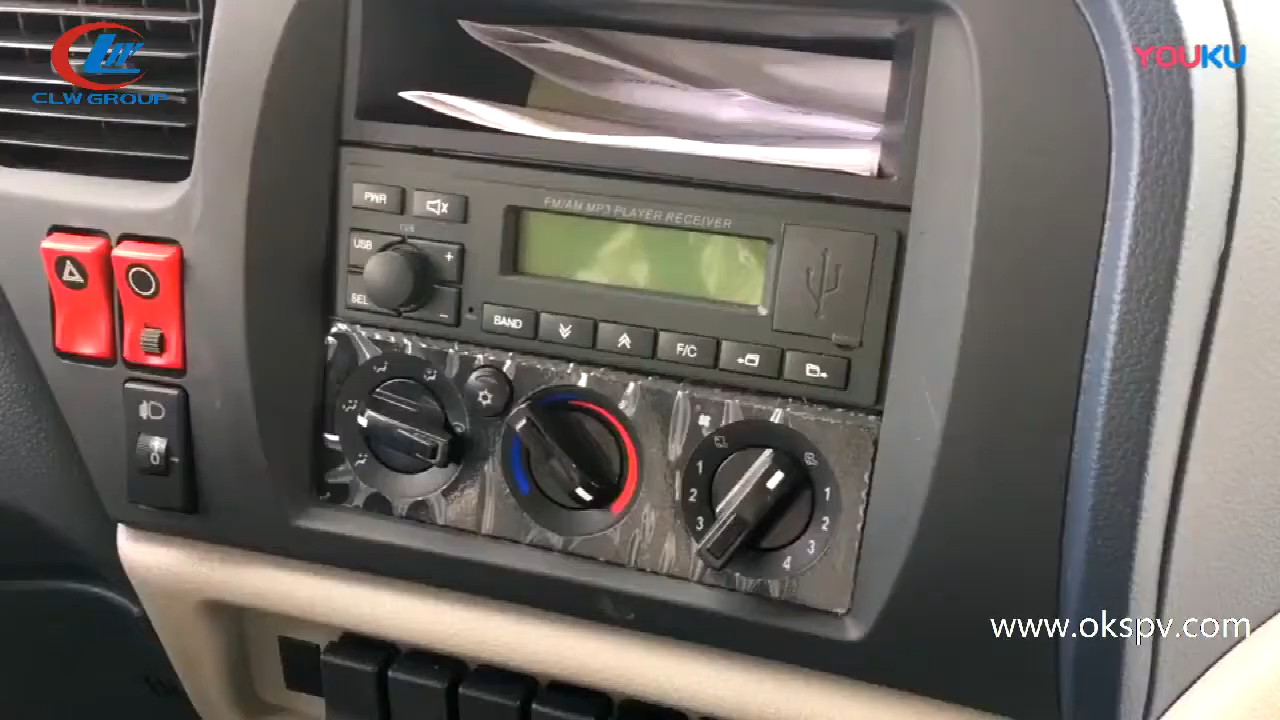 CLW GROUP
YOUKU
PWR
FM/AM MP3 PLAYER RECEIVER
USB
+
SEL
-
BAND
F/C
0
1
2
3
1
2
3
4
www.okspv.com